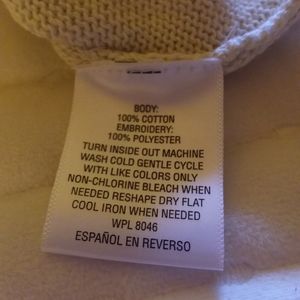 BODY:
100% COTTON
EMBROIDERY:
100% POLYESTER
TURN INSIDE OUT MACHINE
WASH COLD GENTLE CYCLE
WITH LIKE COLORS ONLY
NON-CHLORINE BLEACH WHEN
NEEDED RESHAPE DRY FLAT
COOL IRON WHEN NEEDED
WPL 8046
ESPAÑOL EN REVERSO